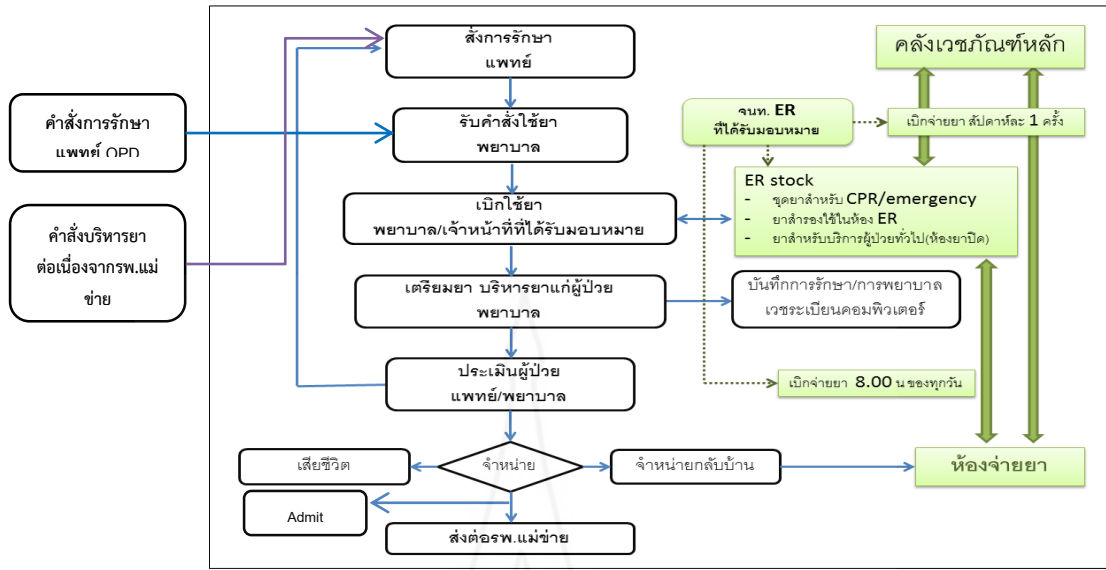 สั่งการรักษา
แพทย์
คลังเวชภัณฑ์หลัก
คำสั่งการรักษา
แพทย์ OPD
รับคำสั่งใช้ยา
พยาบาล
จนท. ER
ที่ได้รับมอบหมาย
เบิกจ่ายยา สัปดาห์ละ 1 ครั้ง
เบิกใช้ยา
พยาบาล/เจ้าหน้าที่ที่ได้รับมอบหมาย
ER stock
- ชุดยาสำหรับ CPR/emergency
- ยาสำรองใช้ในห้อง ER
- ยาสำหรับบริการผู้ป่วยทั่วไป(ห้องยาปิด)
คำสั่งบริหารยา
ต่อเนื่องจากรพ.แม่
ข่าย
เตรียมยา บริหารยาแก่ผู้ป่วย
พยาบาล
บันทึกการรักษา/การพยาบาล
เวชระเบียนคอมพิวเตอร์
ประเมินผู้ป่วย
แพทย์/พยาบาล
เบิกจ่ายยา 8.00 น ของทุกวัน
เสียชีวิต
จำหน่าย
จำหน่ายกลับบ้าน
ห้องจ่ายยา
Admit
ส่งต่อรพ.แม่ข่าย